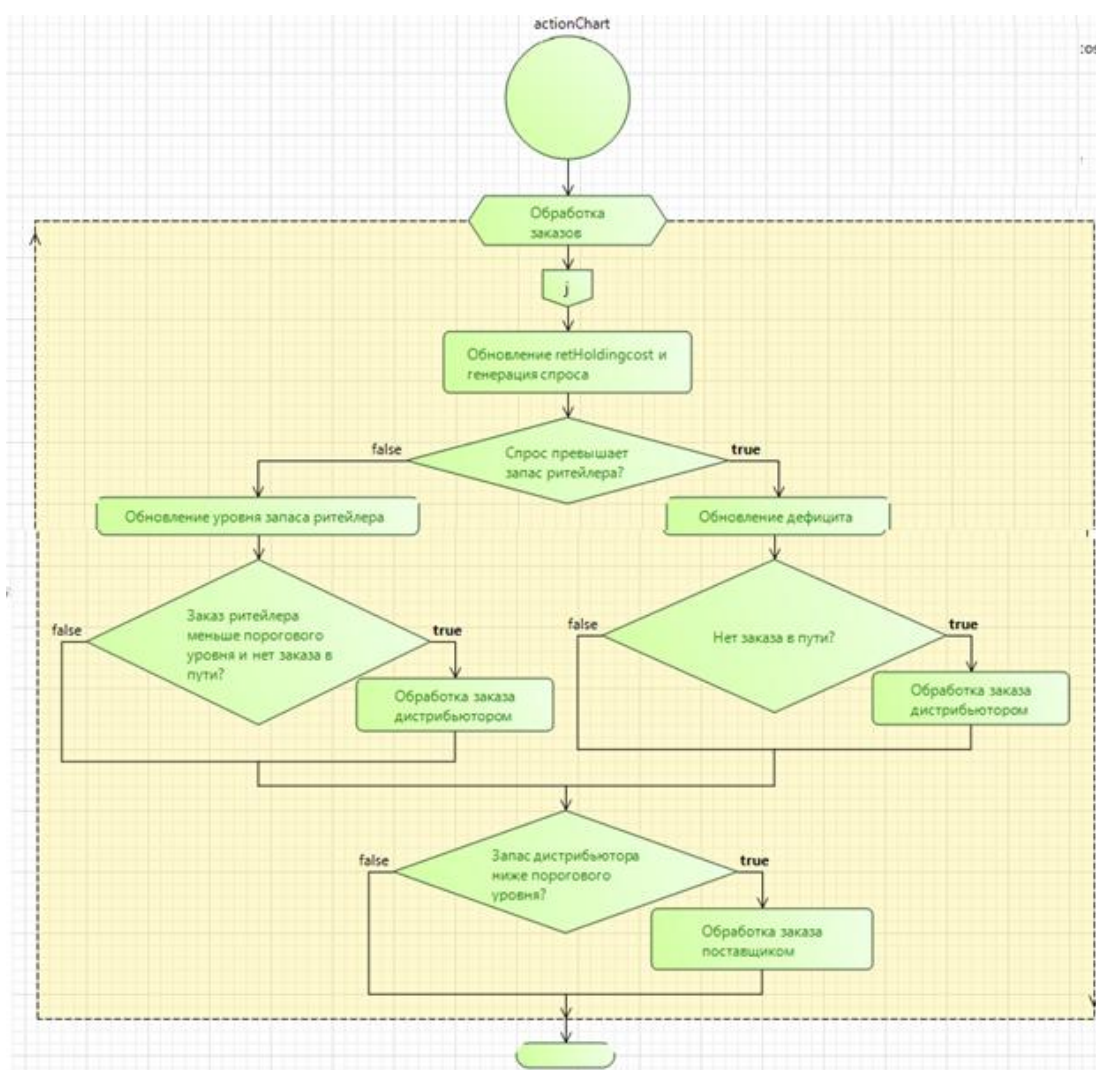 actionChart
Обработка
заказов
j
Обновление retHoldingcost и
генерация спроса
false
Спрос превышает
запас ритейлера?
true
Обновление уровня запаса ритейлера
Обновление дефицита
false
Заказ ритейлера
меньше порогового
уровня и нет заказа в
пути?
true
Обработка заказа
дистрибьютором
false
Нет заказа в пути?
true
Обработка заказа
дистрибьютором
false
Запас дистрибьютора
ниже порогового
уровня?
true
Обработка заказа
поставщиком